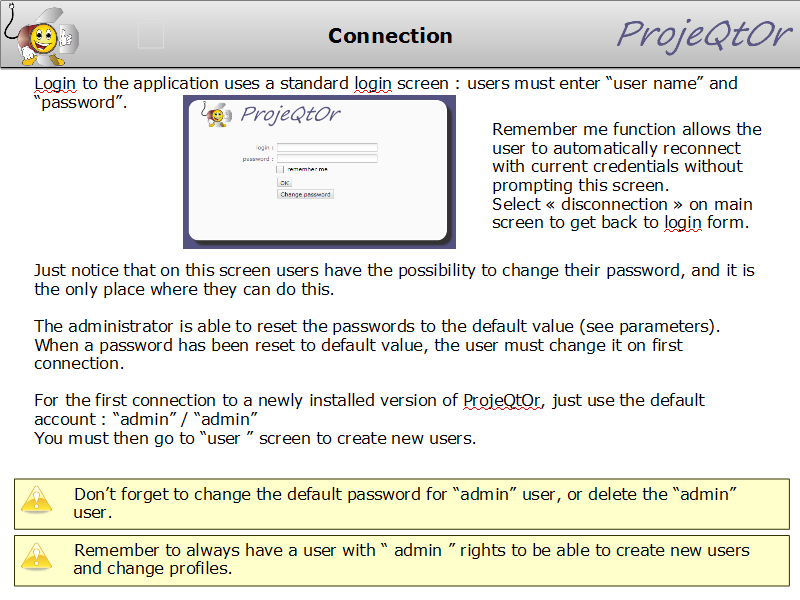 Connection
ProjeQtOr
Login to the application uses a standard login screen : users must enter “user name” and
“password”.
ProjeQtOr
login :
password :
remember me
OK
Change password
Remember me function allows the
user to automatically reconnect
with current credentials without
prompting this screen.
Select « disconnection » on main
screen to get back to login form.
Just notice that on this screen users have the possibility to change their password, and it is
the only place where they can do this.
The administrator is able to reset the passwords to the default value (see parameters).
When a password has been reset to default value, the user must change it on first
connection.
For the first connection to a newly installed version of ProjeQtOr, just use the default
account : “admin” / “admin”
You must then go to “user ” screen to create new users.
Don’t forget to change the default password for “admin” user, or delete the “admin”
user.
Remember to always have a user with “ admin ” rights to be able to create new users
and change profiles.